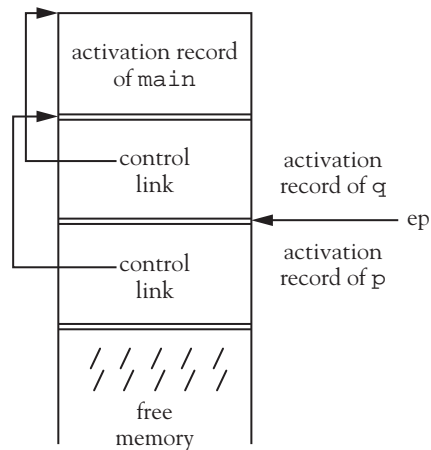 activation record
of main
control
link
activation
record of q
ep
control
link
activation
record of p
free
memory